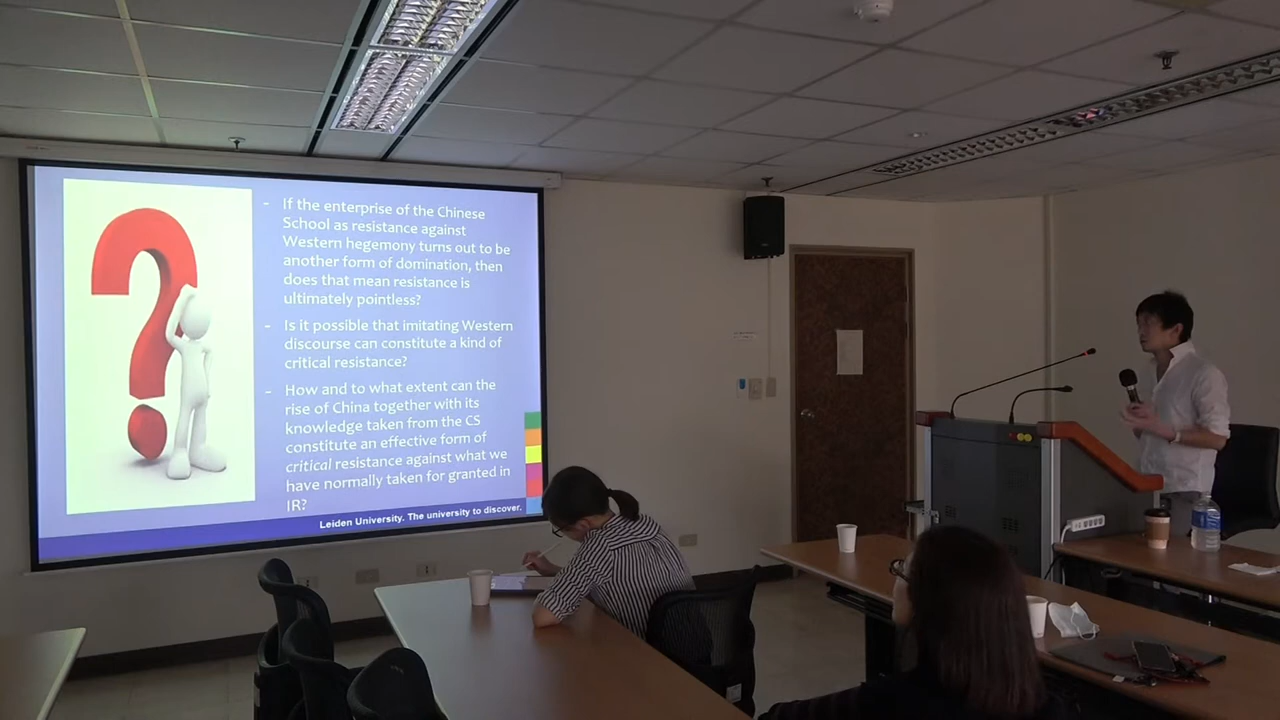 - If the enterprise of the Chinese
School as resistance against
Western hegemony turns out to be
another form of domination, then
does that mean resistance is
ultimately pointless?
- Is it possible that imitating Western
discourse can constitute a kind of
critical resistance?
- How and to what extent can the
rise of China together with its
knowledge taken from the CS
constitute an effective form of
critical resistance against what we
have normally taken for granted in
IR?
Leiden University. The university to discover.